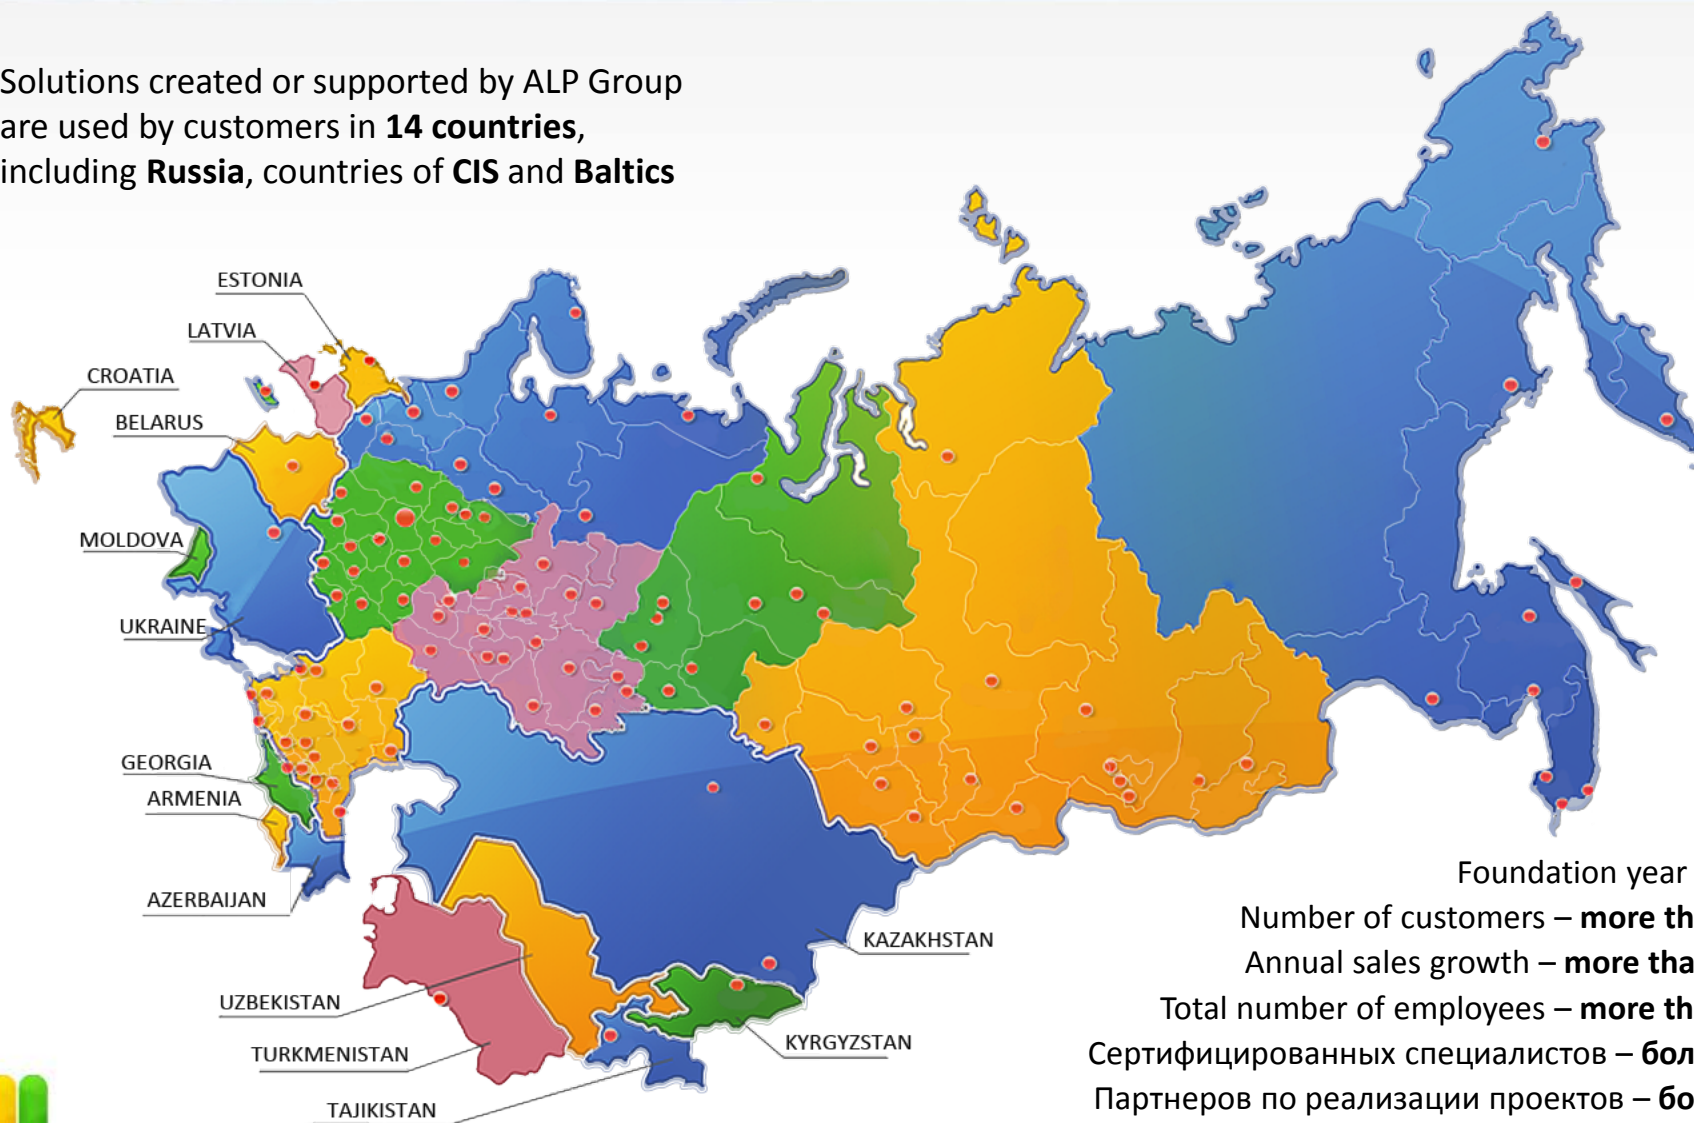 Solutions created or supported by ALP Group
are used by customers in 14 countries,
including Russia, countries of CIS and Baltics
ESTONIA
LATVIA
CROATIA
BELARUS
MOLDOVA
UKRAINE
GEORGIA
ARMENIA
AZERBAIJAN
KAZAKHSTAN
UZBEKISTAN
KYRGYZSTAN
TURKMENISTAN
TAJIKISTAN
Foundation year
Number of customers – more th
Annual sales growth – more tha
Total number of employees – more th
Сертифицированных специалистов – бол
Партнеров по реализации проектов – бо